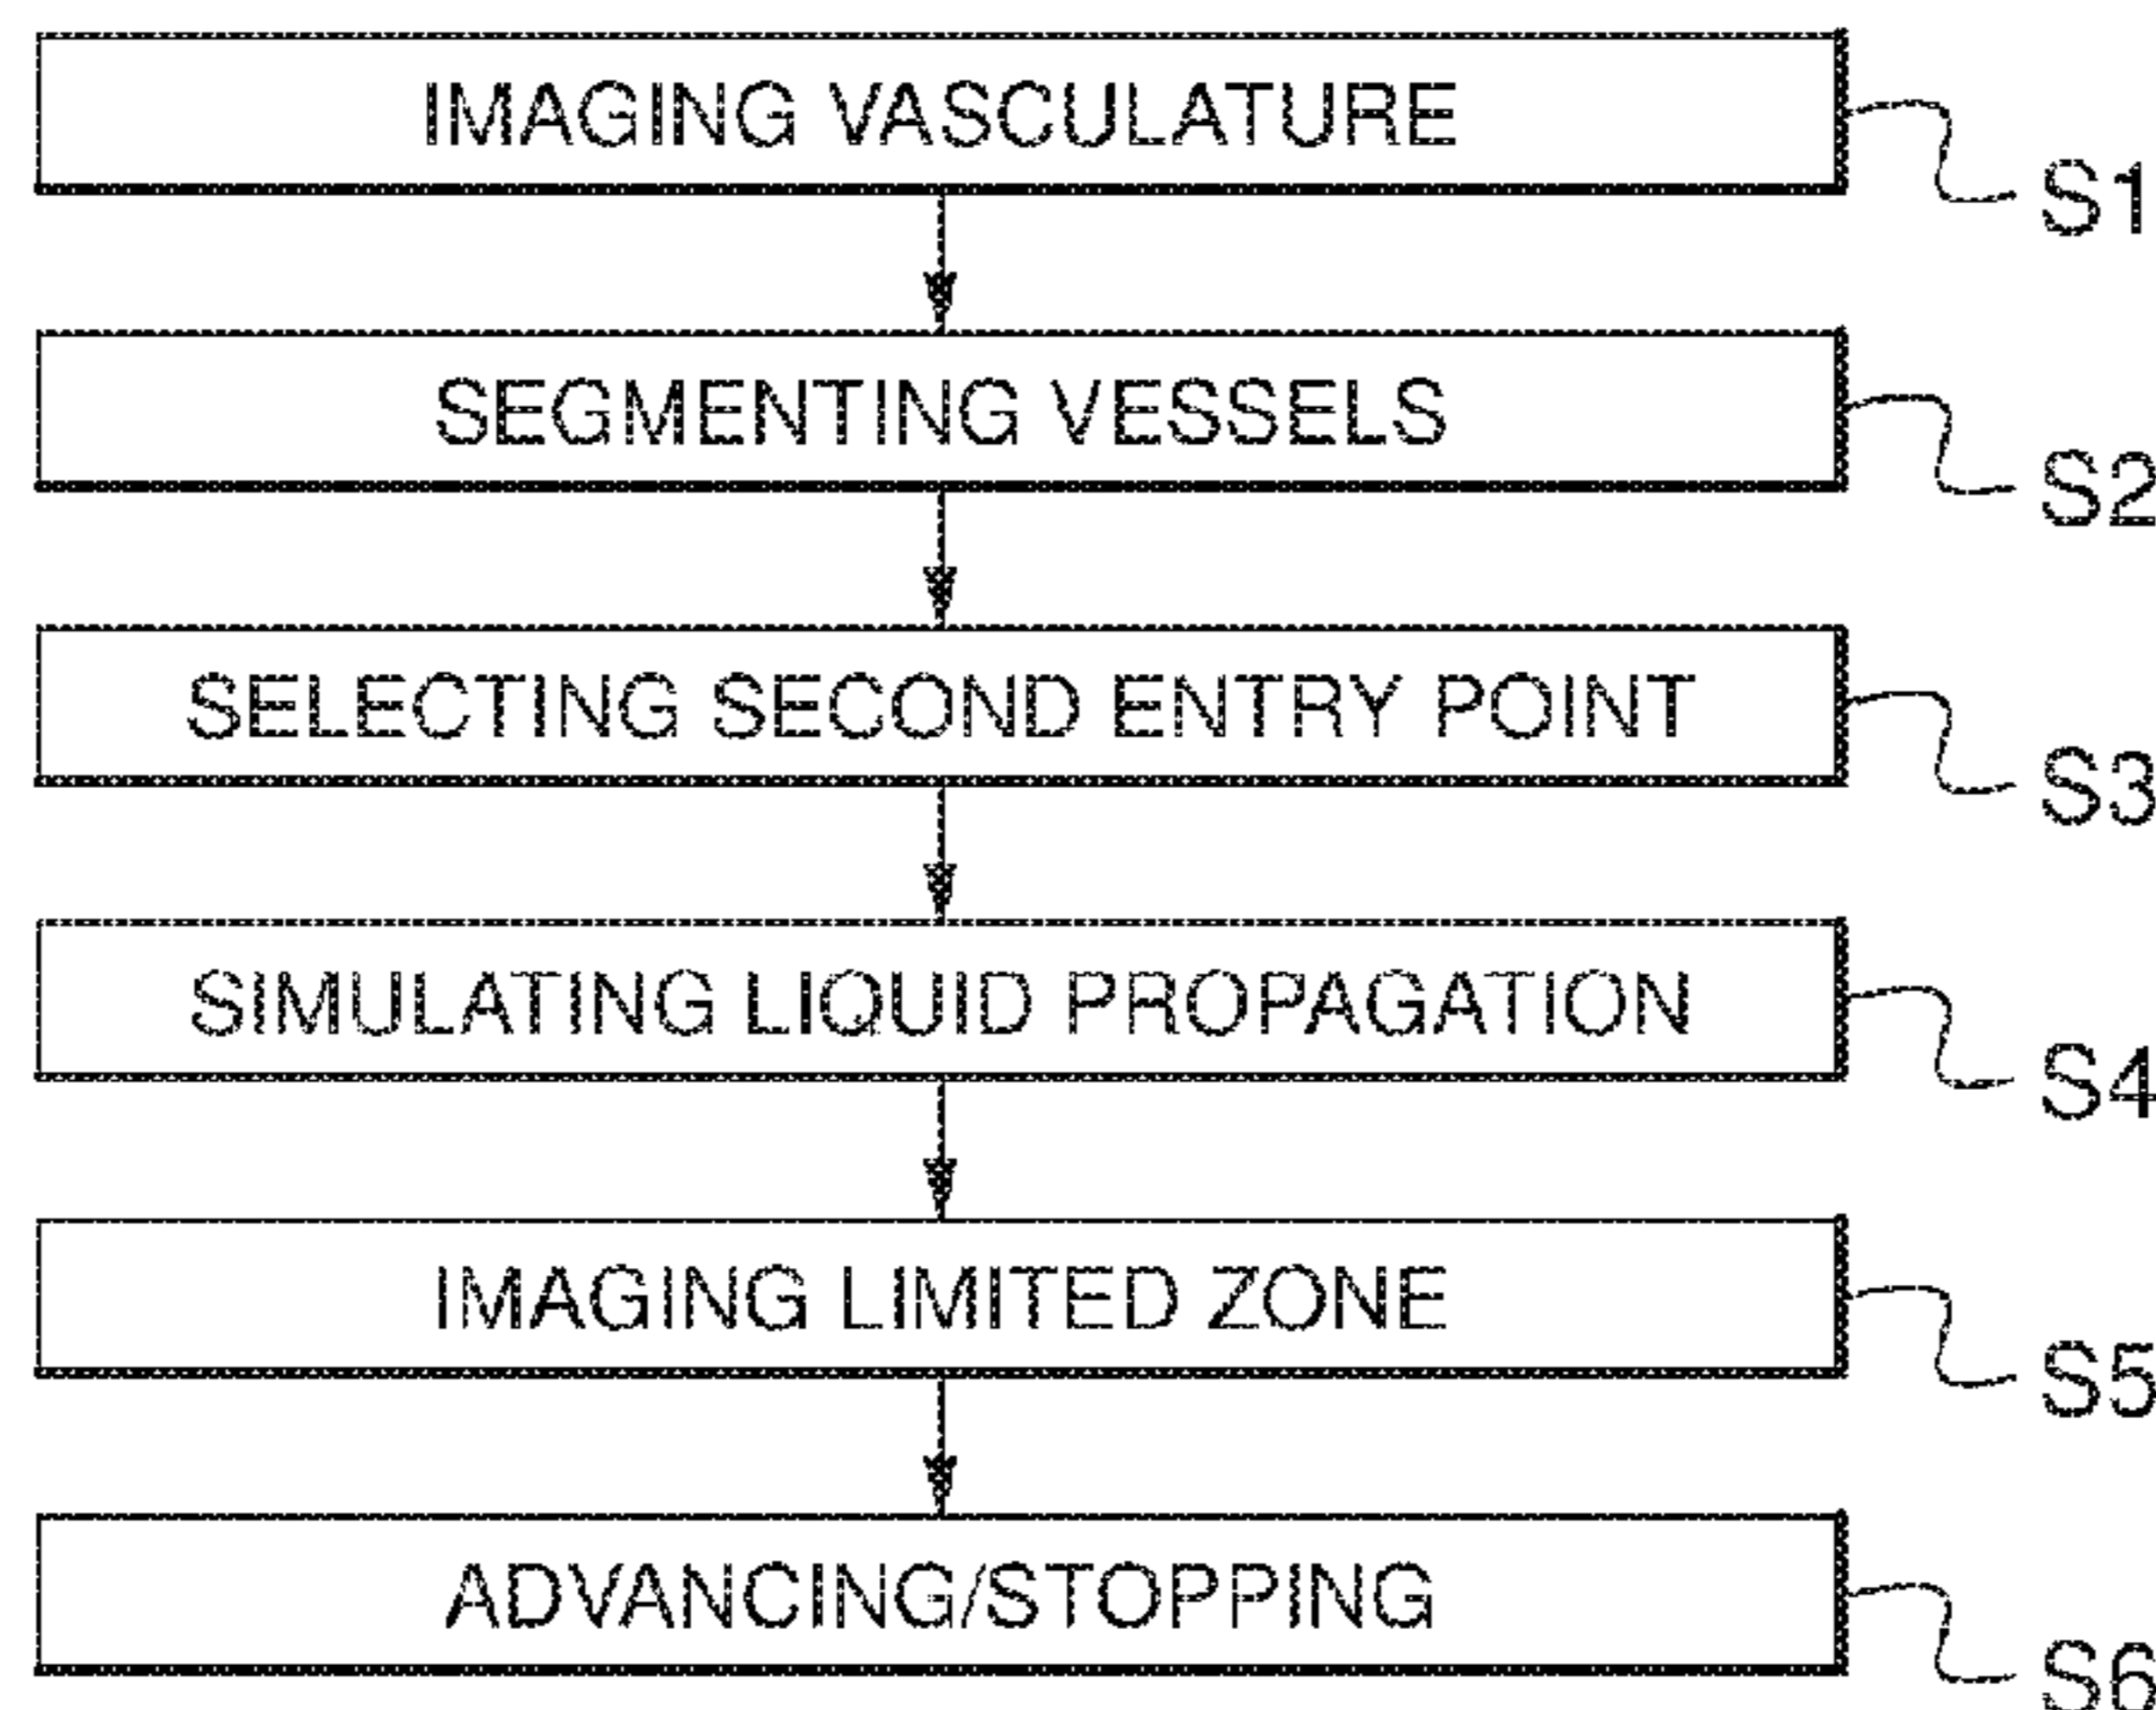 IMAGING VASCULATURE
S1
SEGMENTING VESSELS
S2
SELECTING SECOND ENTRY POINT
S3
SIMULATING LIQUID PROPAGATION
S4
IMAGING LIMITED ZONE
S5
ADVANCING/STOPPING
S6